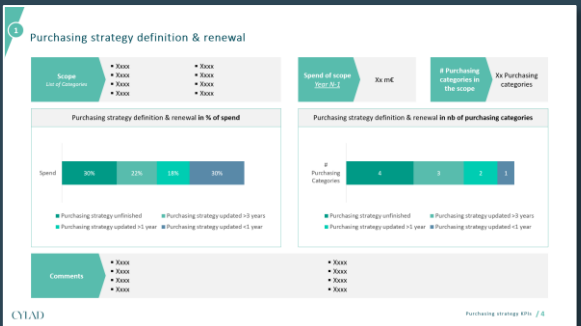 1
Purchasing strategy definition & renewal
Scope
List of Categories
• Xxxx
• Xxxx
• Xxxx
• Xxxx
• Xxxx
• Xxxx
• Xxxx
• Xxxx
Spend of scope
Year N-1
Xx m€
# Purchasing
categories in
the scope
Xx Purchasing
categories
Purchasing strategy definition & renewal in % of spend
Spend
30%
22%
18%
30%
Purchasing strategy unfinished
Purchasing strategy updated >3 years
Purchasing strategy updated >1 year
Purchasing strategy updated <1 year
Purchasing strategy definition & renewal in nb of purchasing categories
#
Purchasing
Categories
4
3
2
1
Purchasing strategy unfinished
Purchasing strategy updated >3 years
Purchasing strategy updated >1 year
Purchasing strategy updated <1 year
Comments
• Xxxx
• Xxxx
• Xxxx
• Xxxx
• Xxxx
• Xxxx
• Xxxx
• Xxxx
CYLAD
Purchasing strategy KPIs / 4